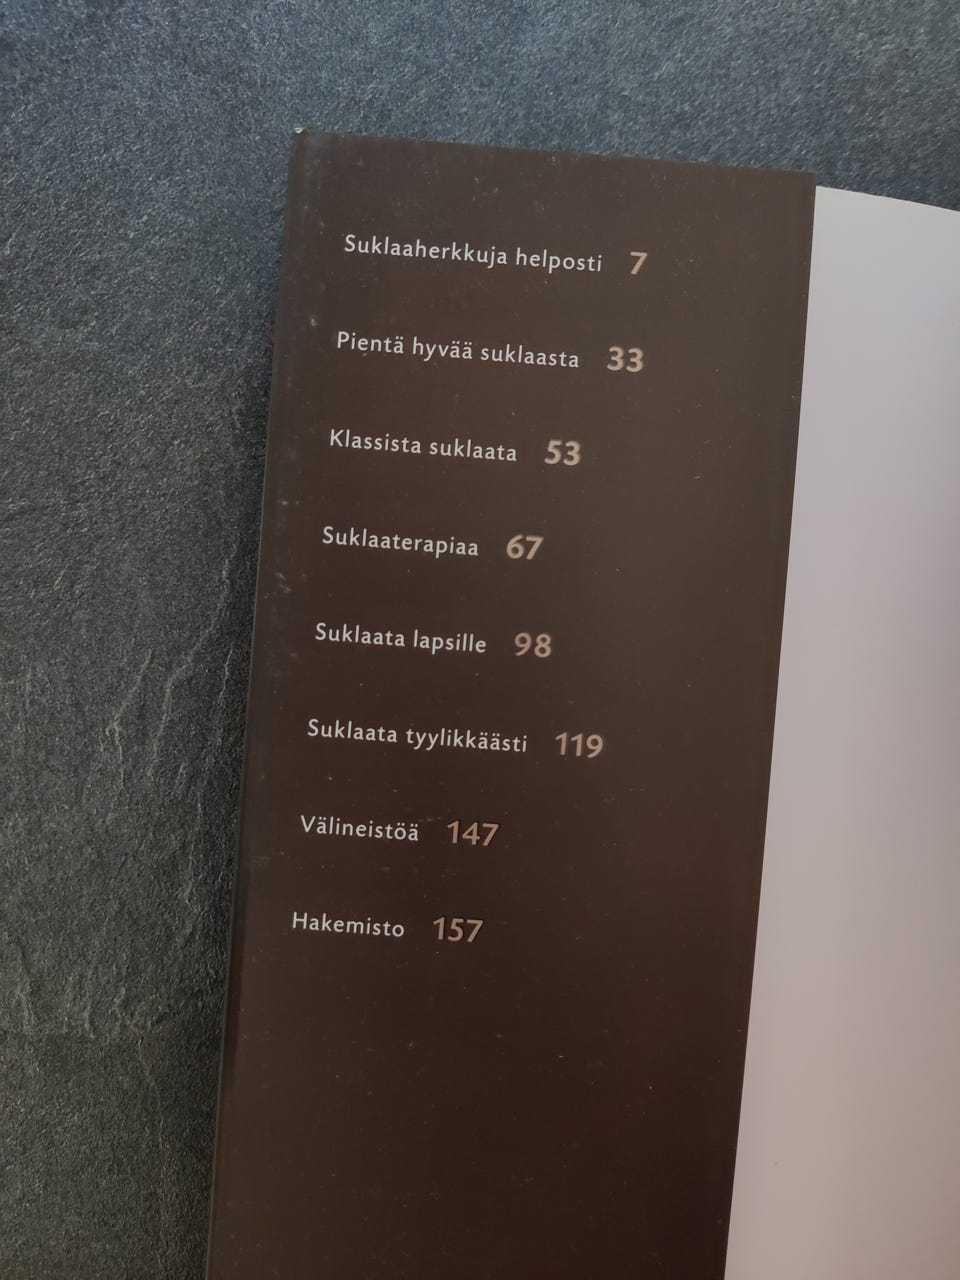 Suklaaherkkuja helposti 7
Pientä hyvää suklaasta 33
Klassista suklaata 53
Suklaaterapiaa 67
Suklaata lapsille 98
Suklaata tyylikkäästi 119
Välineistöä 147
Hakemisto 157